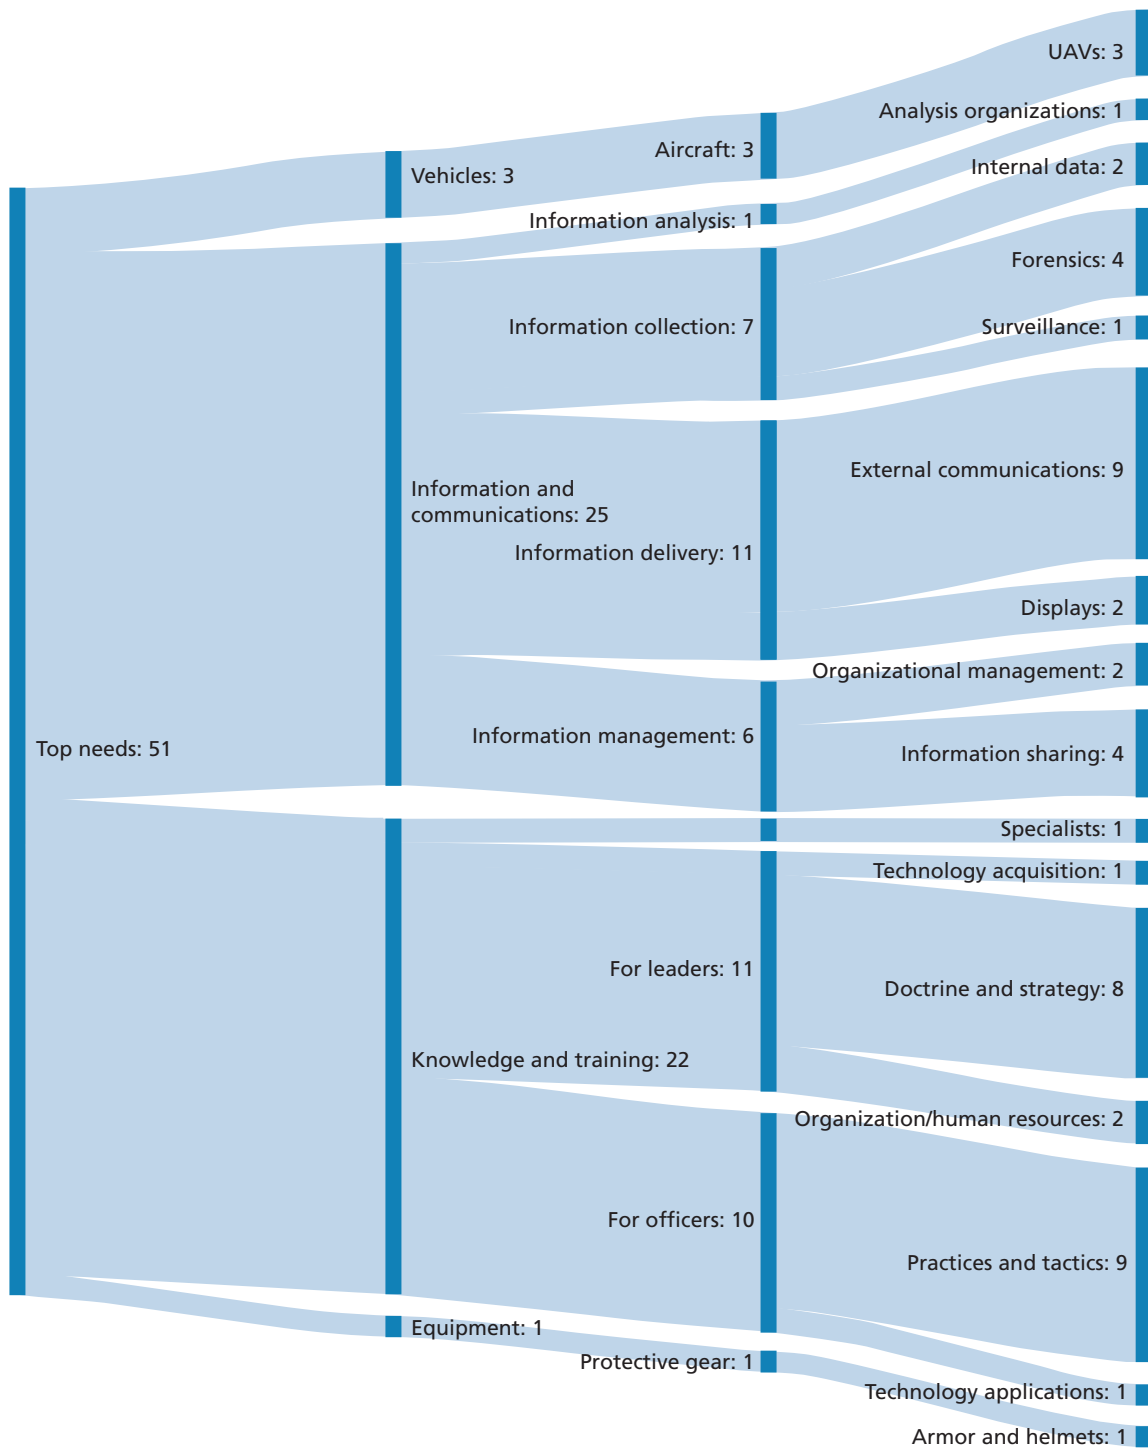 Top needs: 51
Vehicles: 3
Information and
communications: 25
Knowledge and training: 22
Equipment: 1
Aircraft: 3
Information analysis: 1
Information collection: 7
Information delivery: 11
Information management: 6
For leaders: 11
For officers: 10
Protective gear: 1
UAVs: 3
Analysis organizations: 1
Internal data: 2
Forensics: 4
Surveillance: 1
External communications: 9
Displays: 2
Organizational management: 2
Information sharing: 4
Specialists: 1
Technology acquisition: 1
Doctrine and strategy: 8
Organization/human resources: 2
Practices and tactics: 9
Technology applications: 1
Armor and helmets: 1